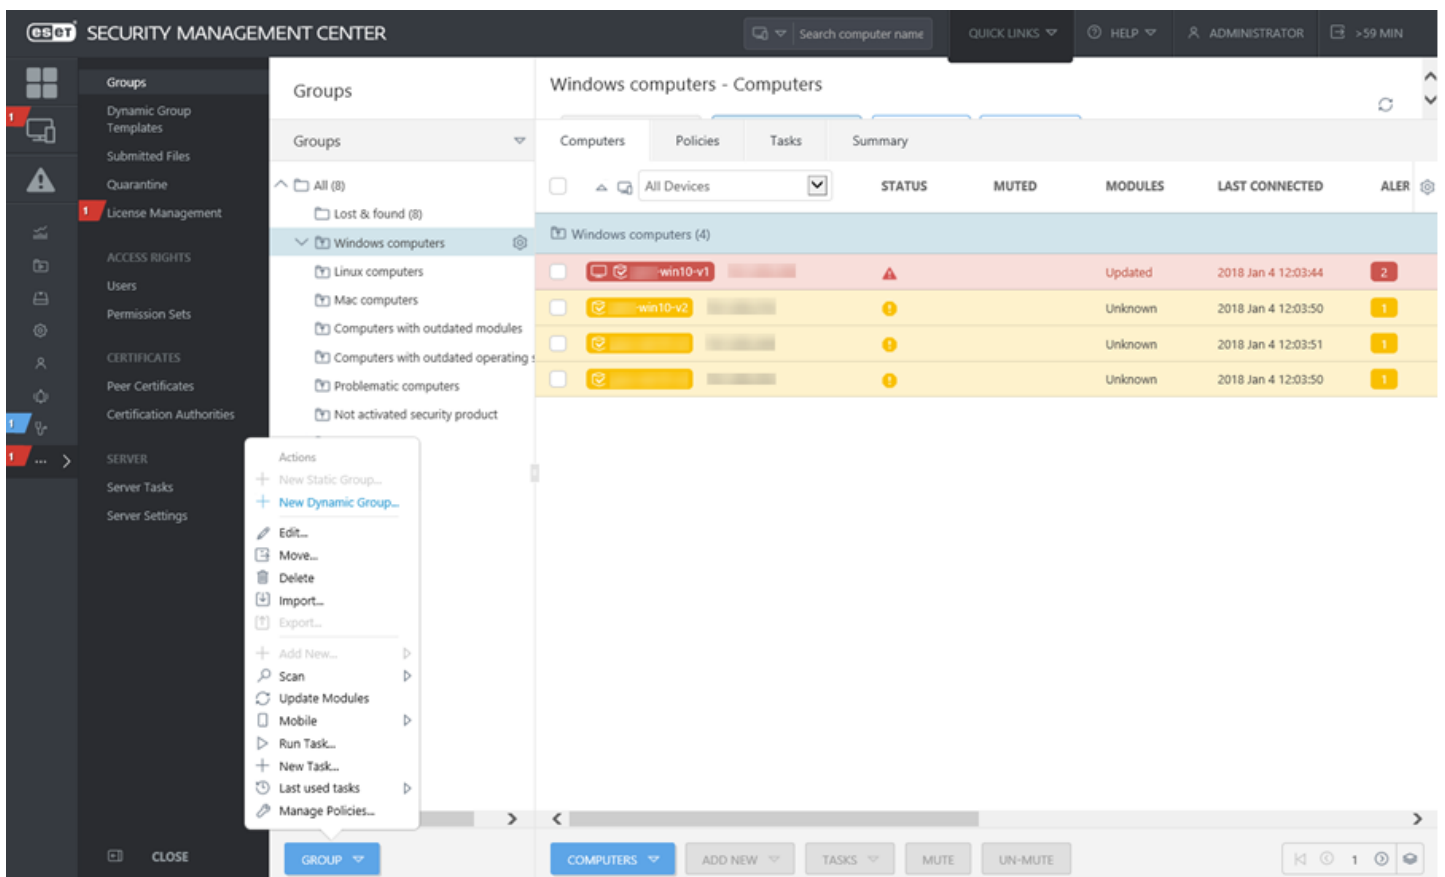 eset SECURITY MANAGEMENT CENTER
Search computer name
QUICK LINKS
HELP
ADMINISTRATOR
>59 MIN
1
1
1
1
...
Groups
Dynamic Group
Templates
Submitted Files
Quarantine
License Management
ACCESS RIGHTS
Users
Permission Sets
CERTIFICATES
Peer Certificates
Certification Authorities
SERVER
Server Tasks
Server Settings
CLOSE
Groups
Groups
All (8)
Lost & found (8)
Windows computers
Linux computers
Mac computers
Computers with outdated modules
Computers with outdated operating s
Problematic computers
Not activated security product
Actions
New Static Group...
New Dynamic Group...
Edit...
Move...
Delete
Import...
Export...
Add New...
Scan
Update Modules
Mobile
Run Task...
New Task...
Last used tasks
Manage Policies...
GROUP
Windows computers - Computers
Computers Policies Tasks Summary
All Devices STATUS MUTED MODULES LAST CONNECTED ALER
Windows computers (4)
-win10-v1 Updated 2018 Jan 4 12:03:44 2
-win10-v2 Unknown 2018 Jan 4 12:03:50 1
Unknown 2018 Jan 4 12:03:51 1
Unknown 2018 Jan 4 12:03:50 1
COMPUTERS ADD NEW TASKS MUTE UN-MUTE 1